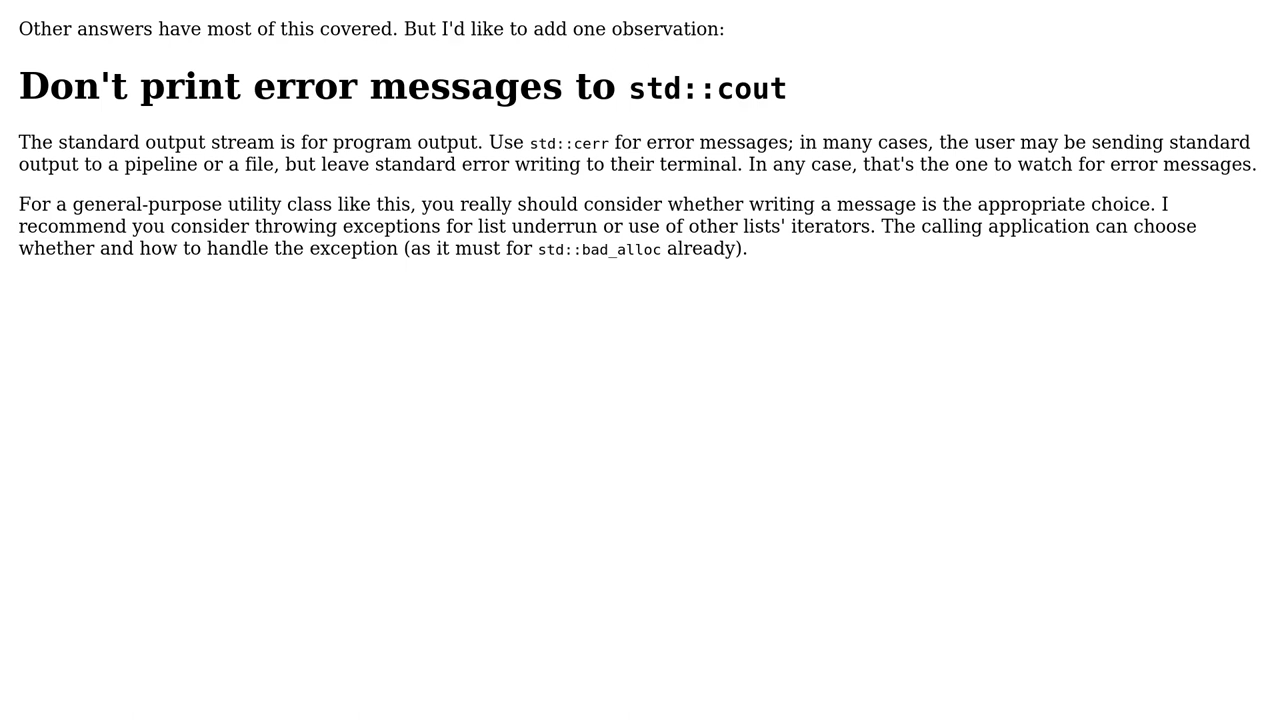 Other answers have most of this covered. But I'd like to add one observation:
Don't print error messages to std::cout
The standard output stream is for program output. Use std::cerr for error messages; in many cases, the user may be sending standard
output to a pipeline or a file, but leave standard error writing to their terminal. In any case, that's the one to watch for error messages.
For a general-purpose utility class like this, you really should consider whether writing a message is the appropriate choice. I
recommend you consider throwing exceptions for list underrun or use of other lists' iterators. The calling application can choose
whether and how to handle the exception (as it must for std::bad_alloc already).